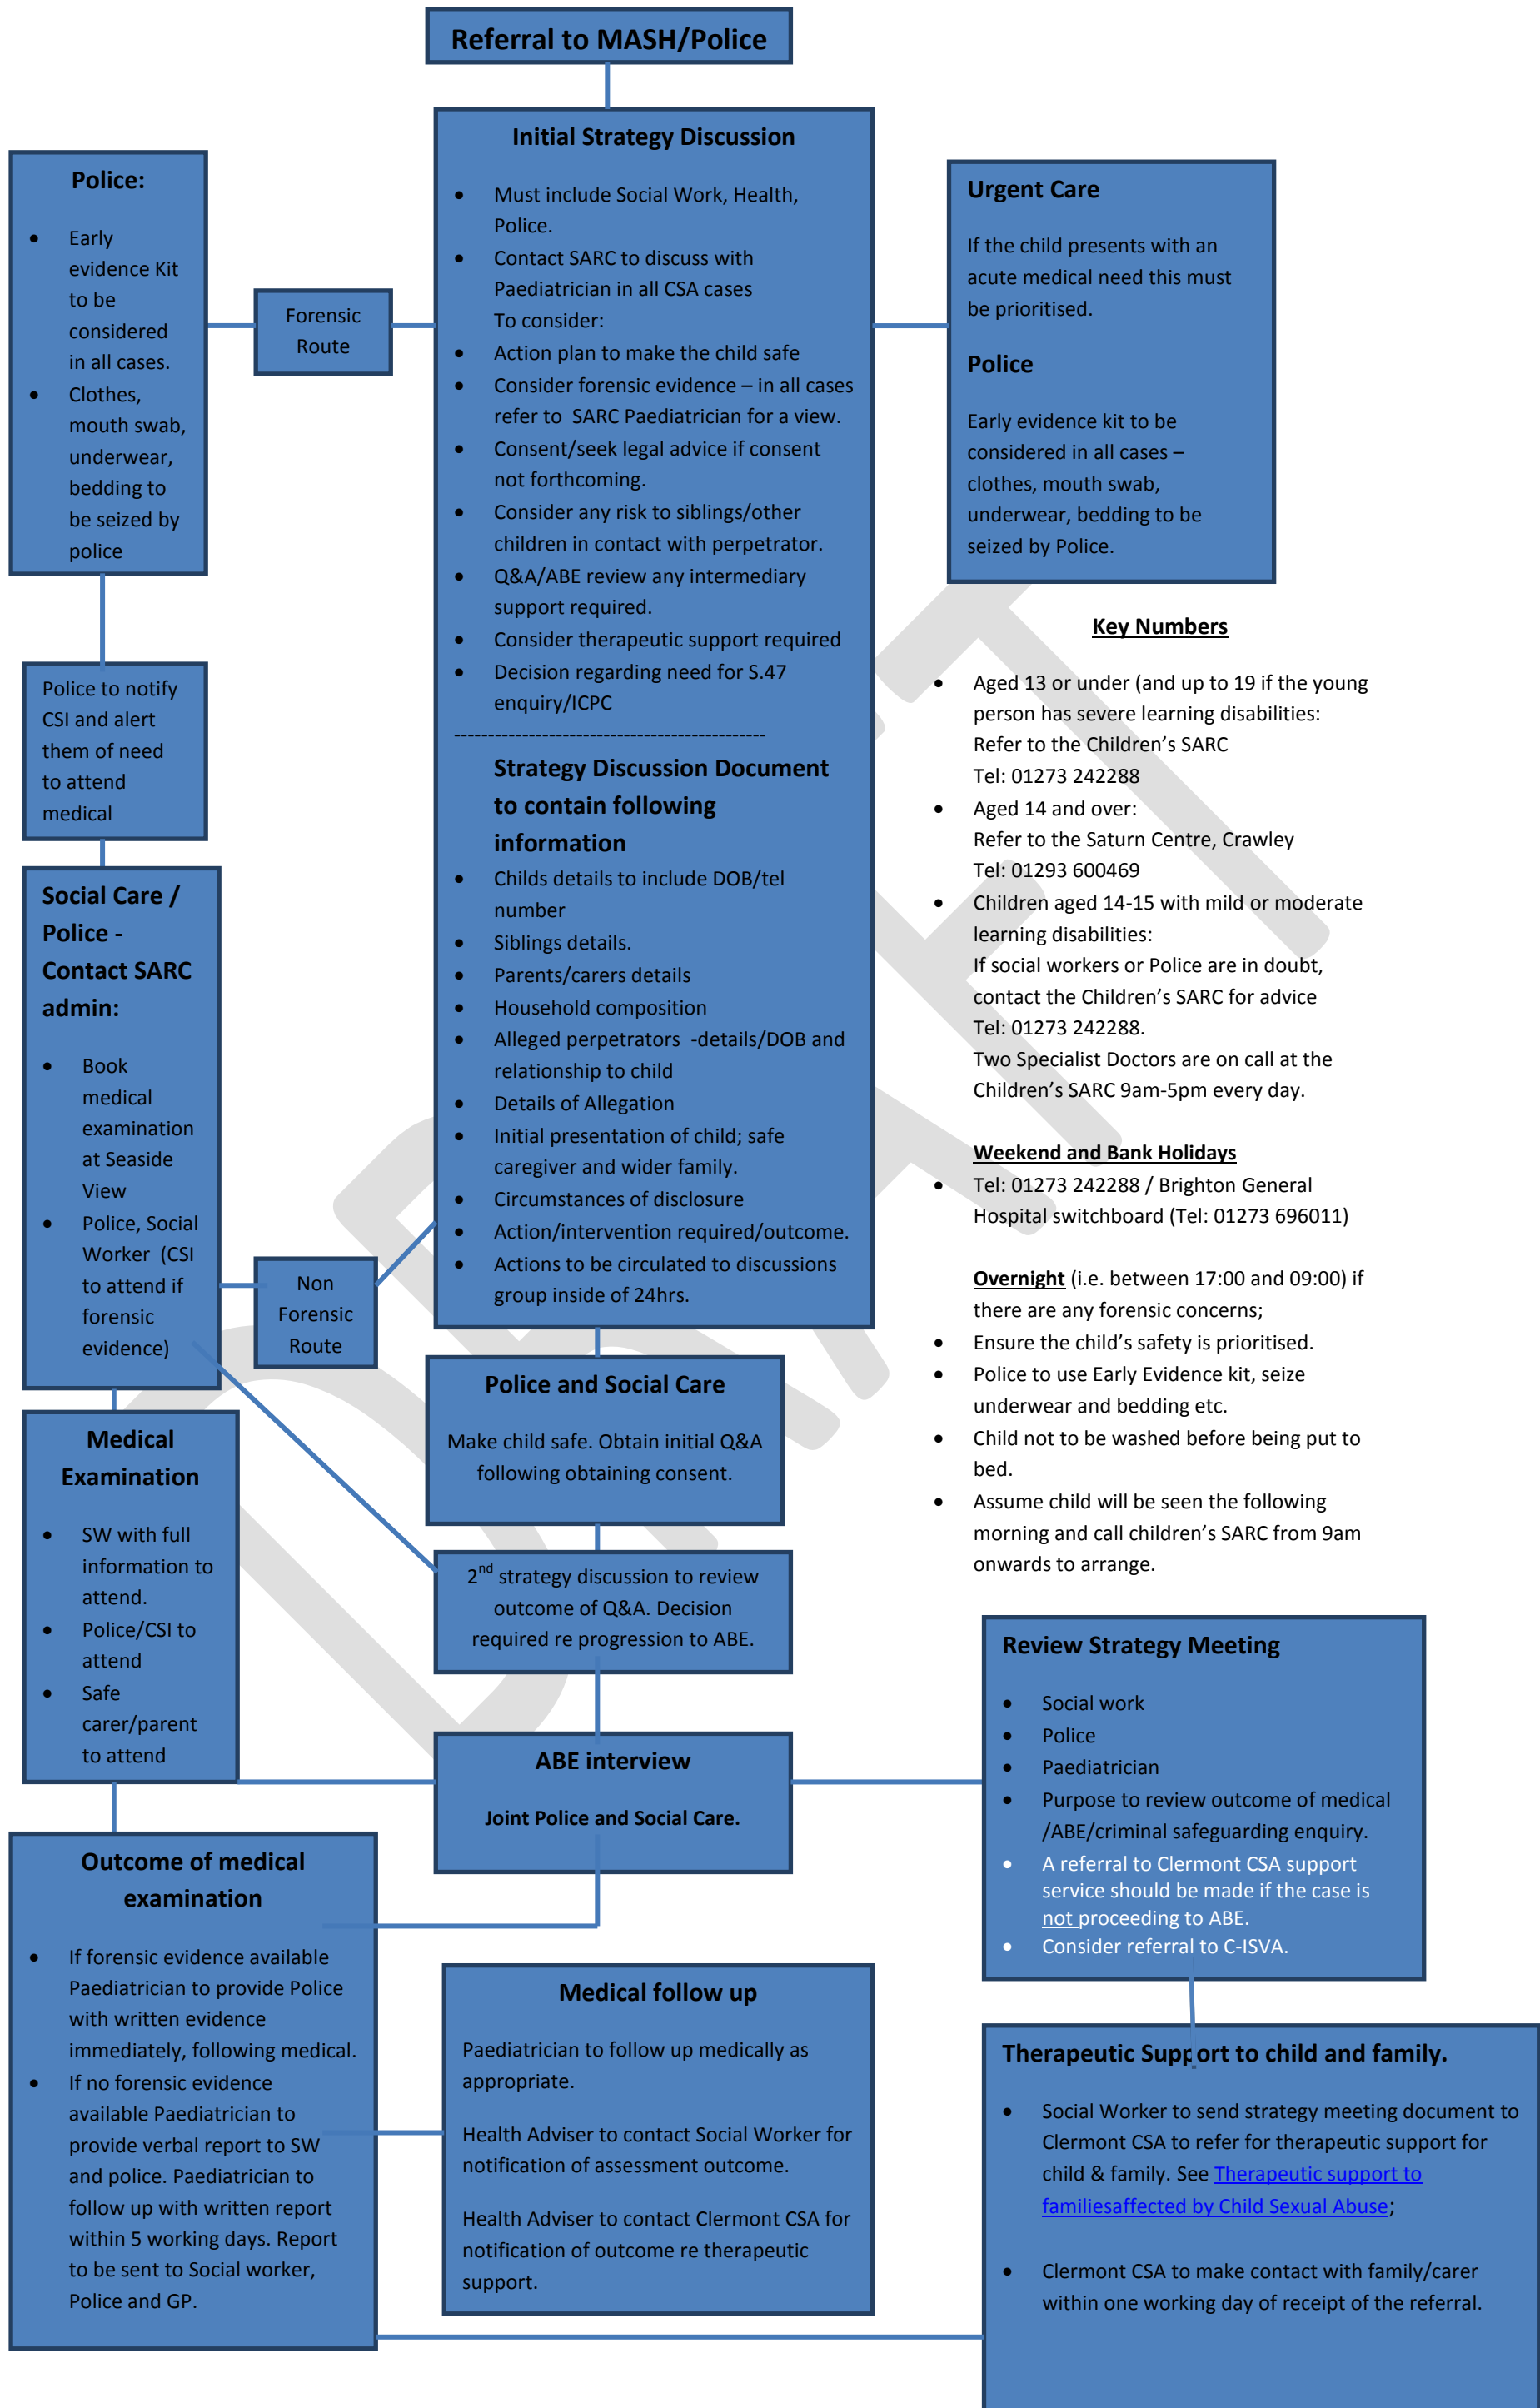 Referral to MASH/Police
Initial Strategy Discussion
• Must include Social Work, Health,
Police.
• Contact SARC to discuss with
Paediatrician in all CSA cases
To consider:
• Action plan to make the child safe
• Consider forensic evidence – in all cases
refer to SARC Paediatrician for a view.
• Consent/seek legal advice if consent
not forthcoming.
• Consider any risk to siblings/other
children in contact with perpetrator.
• Q&A/ABE review any intermediary
support required.
• Consider therapeutic support required
• Decision regarding need for S.47
enquiry/ICPC
-----------------------------------------------
Strategy Discussion Document
to contain following
information
• Childs details to include DOB/tel
number
• Siblings details.
• Parents/carers details
• Household composition
• Alleged perpetrators -details/DOB and
relationship to child
• Details of Allegation
• Initial presentation of child; safe
caregiver and wider family.
• Circumstances of disclosure
• Action/intervention required/outcome.
• Actions to be circulated to discussions
group inside of 24hrs.
Police:
• Early
evidence Kit
to be
considered
in all cases.
• Clothes,
mouth swab,
underwear,
bedding to
be seized by
police
Forensic
Route
Urgent Care
If the child presents with an
acute medical need this must
be prioritised.
Police
Early evidence kit to be
considered in all cases –
clothes, mouth swab,
underwear, bedding to be
seized by Police.
Key Numbers
• Aged 13 or under (and up to 19 if the young
person has severe learning disabilities:
Refer to the Children’s SARC
Tel: 01273 242288
• Aged 14 and over:
Refer to the Saturn Centre, Crawley
Tel: 01293 600469
• Children aged 14-15 with mild or moderate
learning disabilities:
If social workers or Police are in doubt,
contact the Children’s SARC for advice
Tel: 01273 242288.
Two Specialist Doctors are on call at the
Children’s SARC 9am-5pm every day.
Weekend and Bank Holidays
• Tel: 01273 242288 / Brighton General
Hospital switchboard (Tel: 01273 696011)
Overnight (i.e. between 17:00 and 09:00) if
there are any forensic concerns;
• Ensure the child’s safety is prioritised.
• Police to use Early Evidence kit, seize
underwear and bedding etc.
• Child not to be washed before being put to
bed.
• Assume child will be seen the following
morning and call children’s SARC from 9am
onwards to arrange.
Police to notify
CSI and alert
them of need
to attend
medical
Social Care /
Police -
Contact SARC
admin:
• Book
medical
examination
at Seaside
View
• Police, Social
Worker (CSI
to attend if
forensic
evidence)
Non
Forensic
Route
Police and Social Care
Make child safe. Obtain initial Q&A
following obtaining consent.
2nd strategy discussion to review
outcome of Q&A. Decision
required re progression to ABE.
Medical
Examination
• SW with full
information to
attend.
• Police/CSI to
attend
• Safe
carer/parent
to attend
ABE interview
Joint Police and Social Care.
Review Strategy Meeting
• Social work
• Police
• Paediatrician
• Purpose to review outcome of medical
/ABE/criminal safeguarding enquiry.
• A referral to Clermont CSA support
service should be made if the case is
not proceeding to ABE.
• Consider referral to C-ISVA.
Outcome of medical
examination
• If forensic evidence available
Paediatrician to provide Police
with written evidence
immediately, following medical.
• If no forensic evidence
available Paediatrician to
provide verbal report to SW
and police. Paediatrician to
follow up with written report
within 5 working days. Report
to be sent to Social worker,
Police and GP.
Medical follow up
Paediatrician to follow up medically as
appropriate.
Health Adviser to contact Social Worker for
notification of assessment outcome.
Health Adviser to contact Clermont CSA for
notification of outcome re therapeutic
support.
Therapeutic Support to child and family.
• Social Worker to send strategy meeting document to
Clermont CSA to refer for therapeutic support for
child & family. See Therapeutic support to
familiesaffected by Child Sexual Abuse;
• Clermont CSA to make contact with family/carer
within one working day of receipt of the referral.
DRAFT